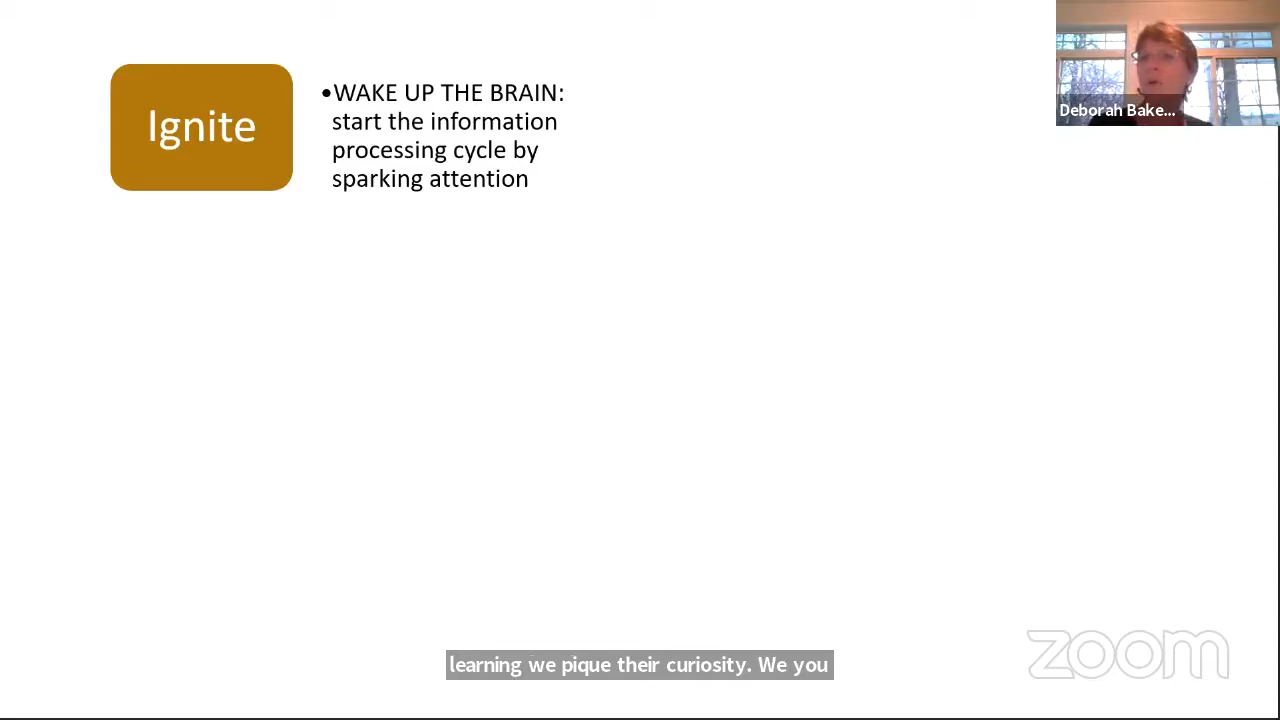 Ignite
•WAKE UP THE BRAIN:
start the information
processing cycle by
sparking attention
Deborah Bake...
learning we pique their curiosity. We you
zoom